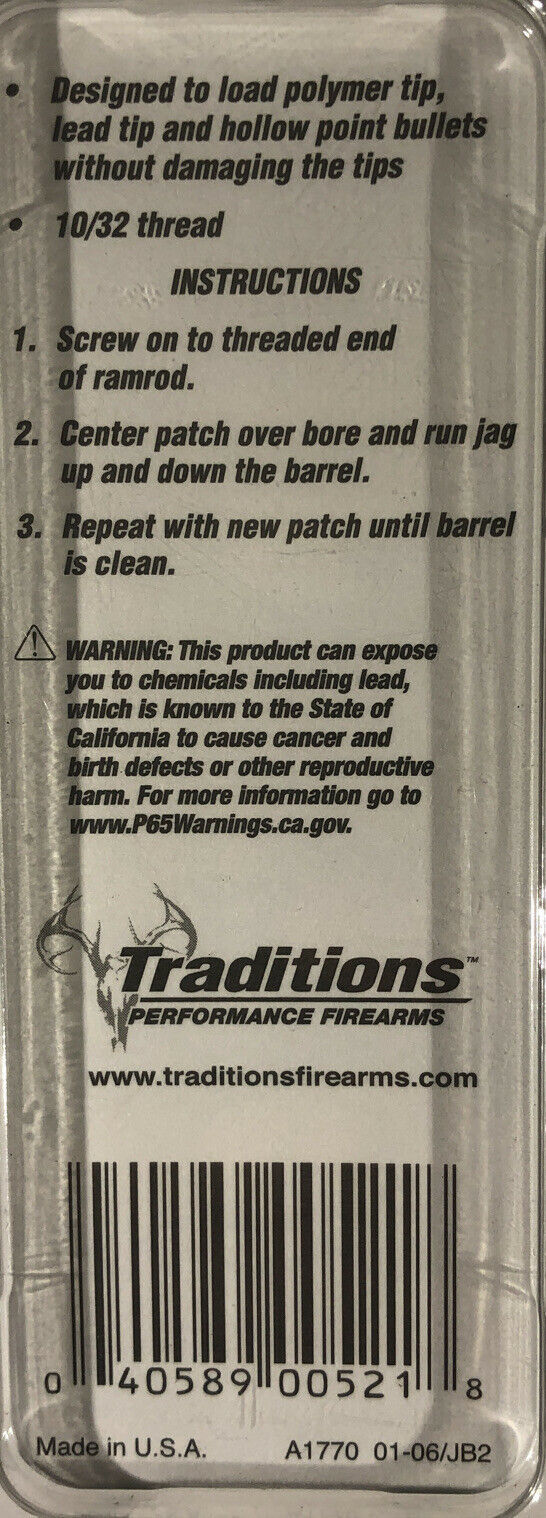 • Designed to load polymer tip,
lead tip and hollow point bullets
without damaging the tips
• 10/32 thread
INSTRUCTIONS
1. Screw on to threaded end
of ramrod.
2. Center patch over bore and run jag
up and down the barrel.
3. Repeat with new patch until barrel
is clean.
WARNING: This product can expose
you to chemicals including lead,
which is known to the State of
California to cause cancer and
birth defects or other reproductive
harm. For more information go to
www.P65Warnings.ca.gov.
Traditions™
PERFORMANCE FIREARMS
www.traditionsfirearms.com
0 40589 00521 8
Made in U.S.A. A1770 01-06/JB2